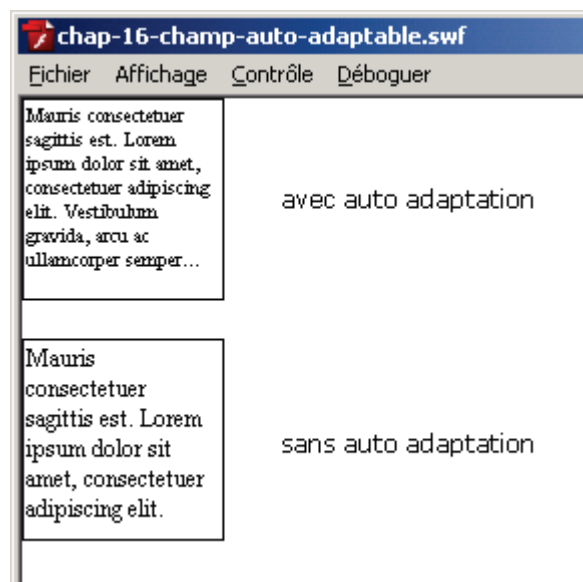 chap-16-champ-auto-adaptable.swf
Fichier Affichage Contrôle Déboguer
Mauris consectetuer
sagittis est. Lorem
ipsum dolor sit amet,
consectetuer adipiscing
elit. Vestibulum
gravida, arcu ac
ullamcorper semper...
avec auto adaptation
Mauris
consectetuer
sagittis est. Lorem
ipsum dolor sit
amet, consectetuer
adipiscing elit.
sans auto adaptation